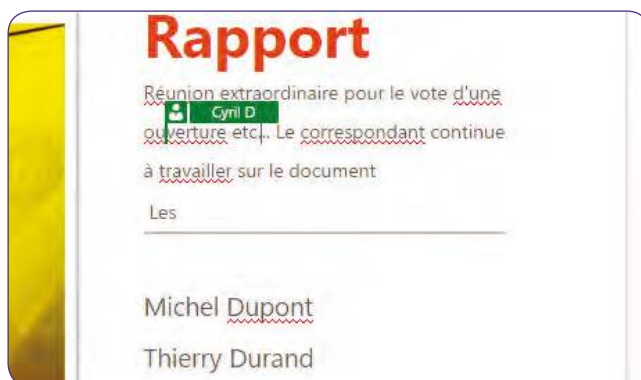 Rapport
Réunion extraordinaire pour le vote d'une
Cyril D
ouverture etc,.. Le correspondant continue
à travailler sur le document
Les
Michel Dupont
Thierry Durand